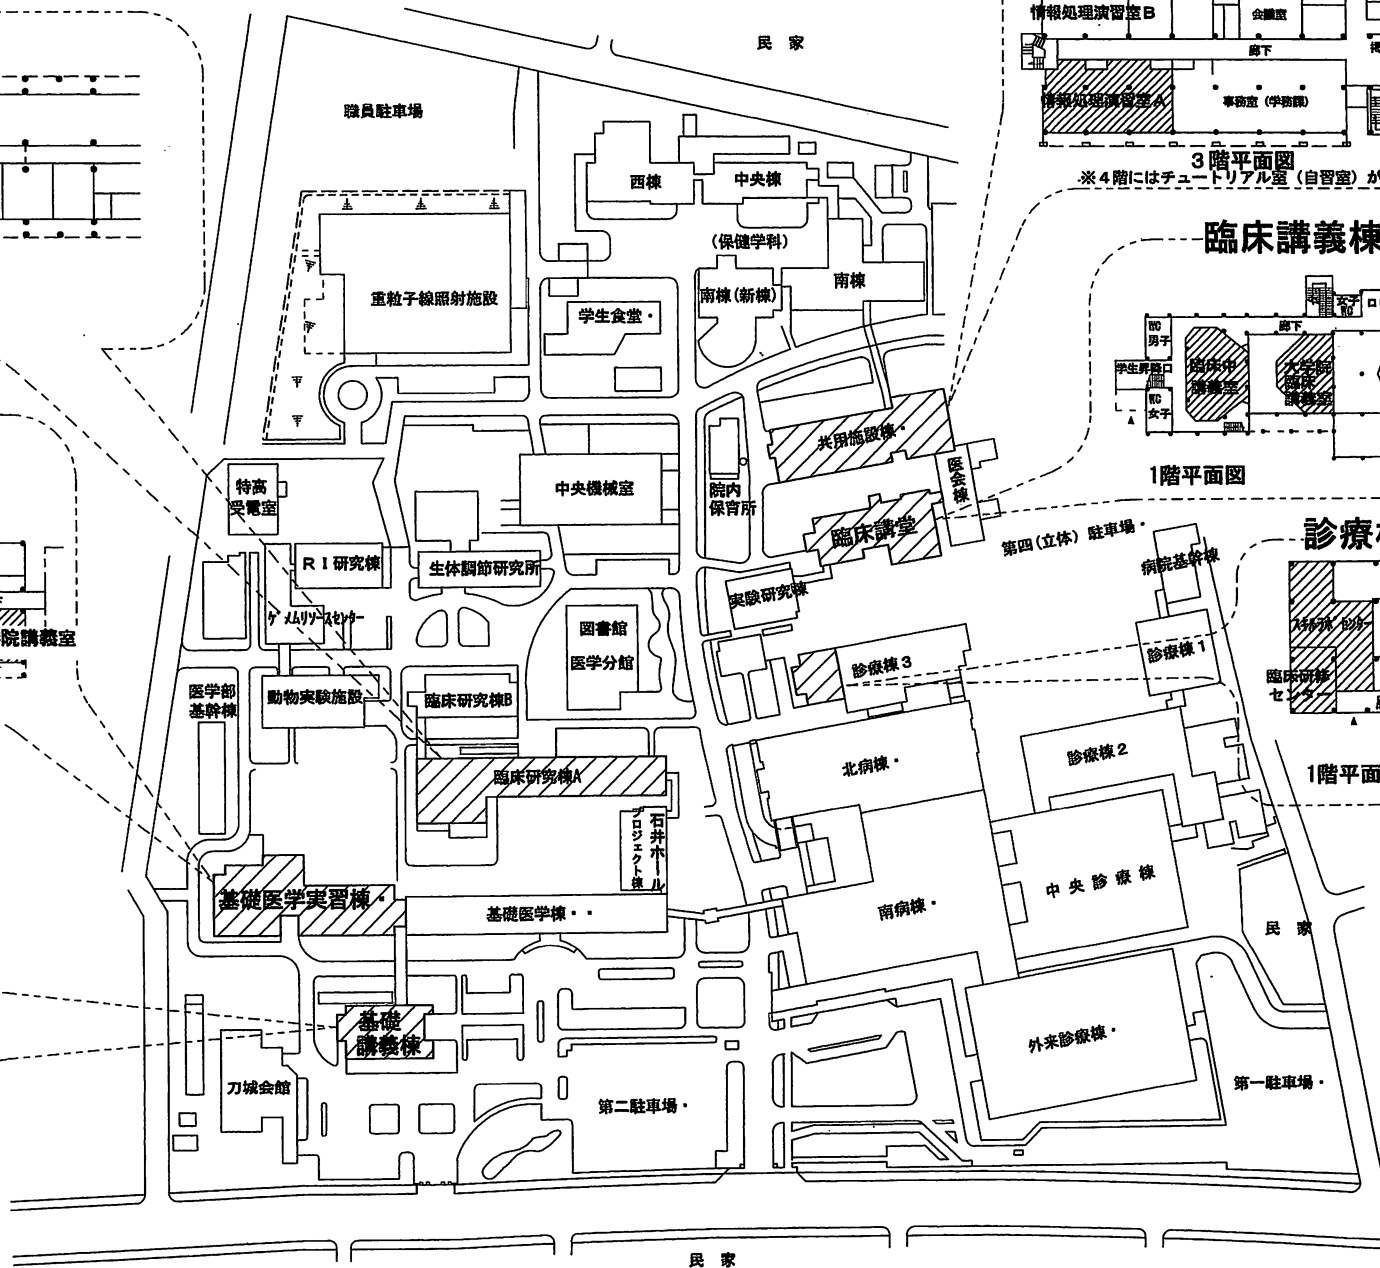 情報処理演習室B
会議室
廊下
情報処理演習室A
事務室（学務課）
3階平面図
※4階にはチュートリアル室（自習室）が
民 家
職員駐車場
西棟
中央棟
（保健学科）
南棟（新棟）
南棟
重粒子線照射施設
学生食堂・
臨床講義棟
女子
WC
WC
男子
廊下
学生昇降口
臨床中
講義室
大学院
臨床
講義室
WC
女子
1階平面図
共用施設棟・
医会棟
特高
受電室
中央機械室
院内
保育所
臨床講堂
第四（立体）駐車場・
診療
病院基幹棟
RI研究棟
生体調節研究所
実験研究棟
ゲノムリソースセンター
図書館
医学分館
院講義室
診療棟3
診療棟1
スキルラボセンター
臨床研修
センター
医学部
基幹棟
動物実験施設
臨床研究棟B
臨床研究棟A
北病棟・
診療棟2
1階平面
石井ホール
プロジェクト棟
基礎医学実習棟・
基礎医学棟・・
南病棟・
中央診療棟
民 家
基礎
講義棟
外来診療棟・
刀城会館
第二駐車場・
第一駐車場・
民 家